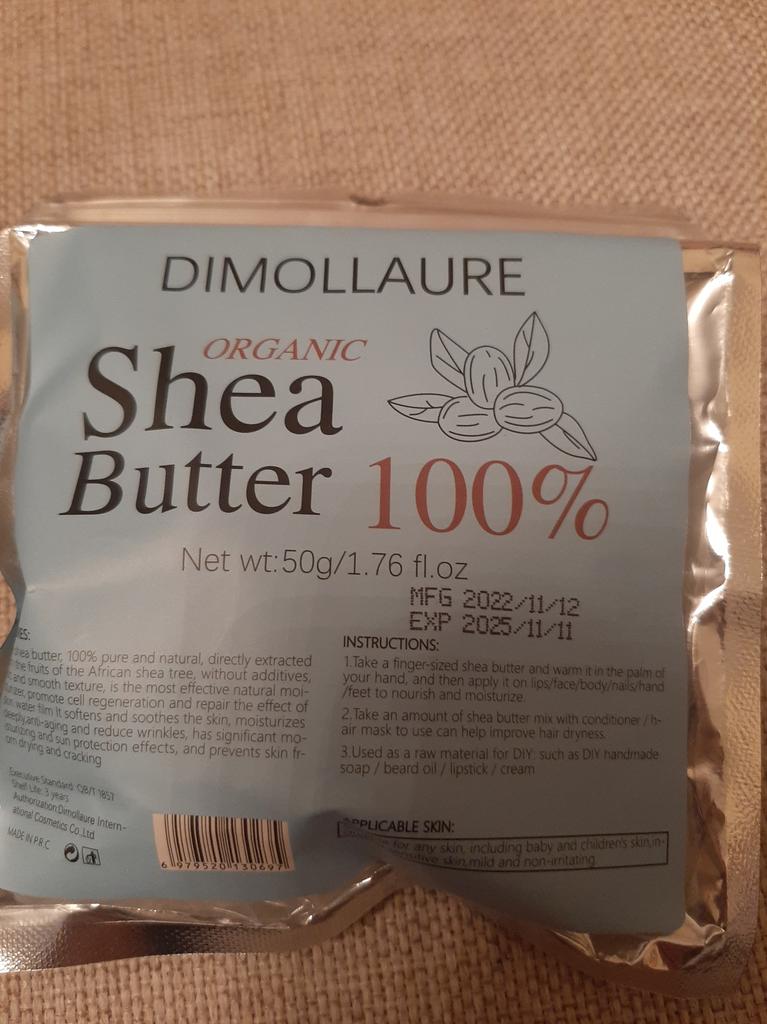 DIMOLLAURE
ORGANIC
Shea
Butter 100%
Net wt:50g/1.76 fl.oz
MFG 2022/11/12
EXP 2025/11/11
butter, 100% pure and natural, directly extracted
the fruits of the African shea tree, without additives,
and smooth texture, is the most effective natural moi-
promote cell regeneration and repair the effect of
water film It softens and soothes the skin, moisturizes
deeply,anti-aging and reduce wrinkles, has significant mo-
isturizing and sun protection effects, and prevents skin fr-
om drying and cracking
Executive Standard: QB/T 1857
Shelf Life: 3 years
Authorization:Dimollaure Intern-
ational Cosmetics Co.,Ltd
MADE IN P.R.C
6 979520 130697
INSTRUCTIONS:
1.Take a finger-sized shea butter and warm it in the palm of
your hand, and then apply it on lips/face/body/nails/hand
/feet to nourish and moisturize.
2.Take an amount of shea butter mix with conditioner / h-
air mask to use can help improve hair dryness.
3.Used as a raw material for DIY: such as DIY handmade
soap / beard oil / lipstick / cream
APPLICABLE SKIN:
for any skin, including baby and children's skin,in-
skin,mild and non-irritating